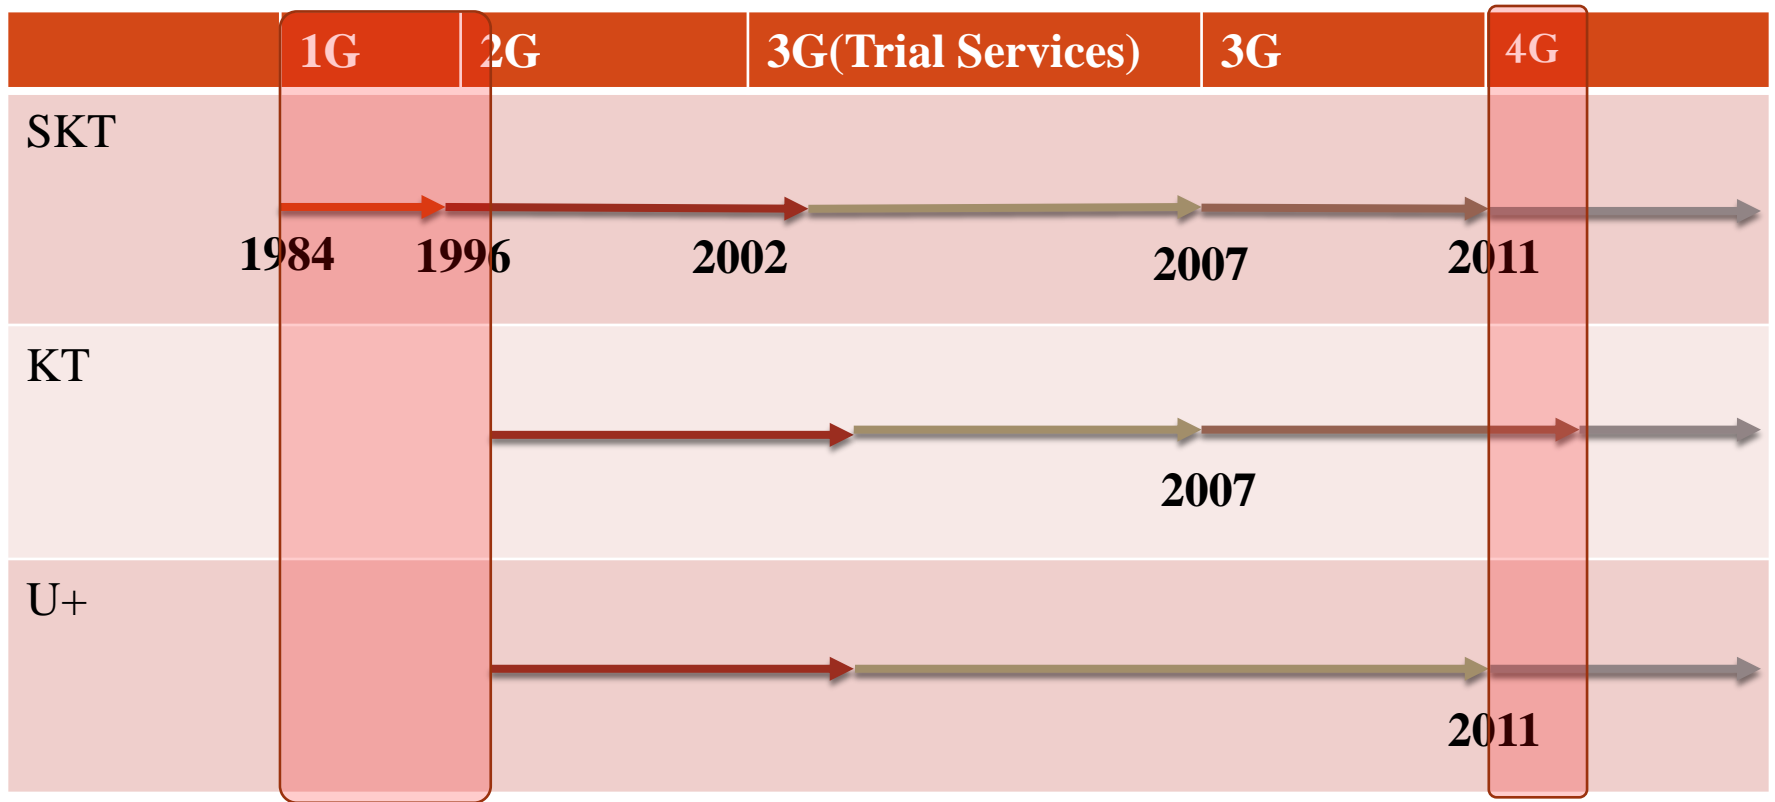 1G 2G 3G(Trial Services) 3G 4G
SKT
1984 1996 2002 2007 2011
KT
2007
U+
2011